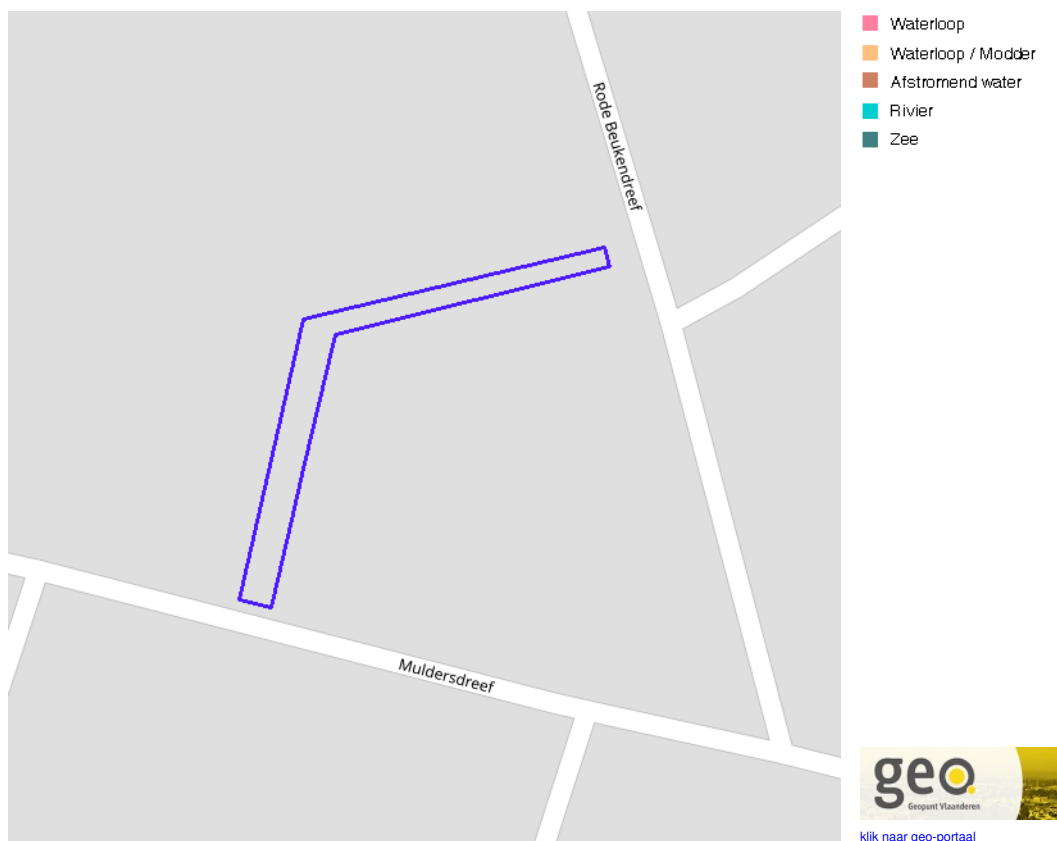 Rode Beukendreef
Muldersdreef
Waterloop
Waterloop / Modder
Afstromend water
Rivier
Zee
geo
Geopunt Vlaanderen
klik naar geo-portaal